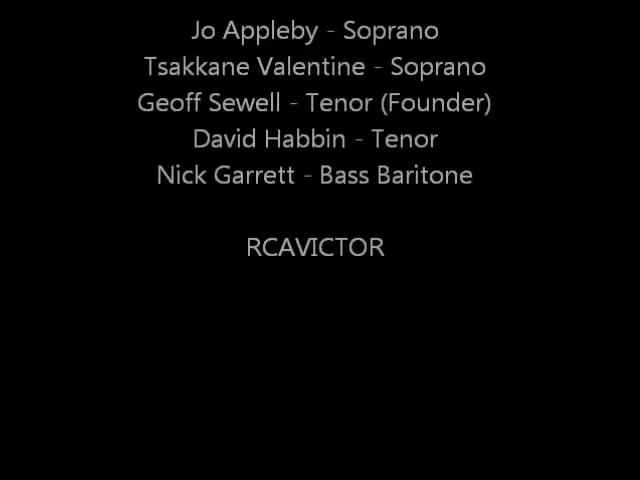 Jo Appleby - Soprano
Tsakkane Valentine - Soprano
Geoff Sewell - Tenor (Founder)
David Habbin - Tenor
Nick Garrett - Bass Baritone
RCAVICTOR